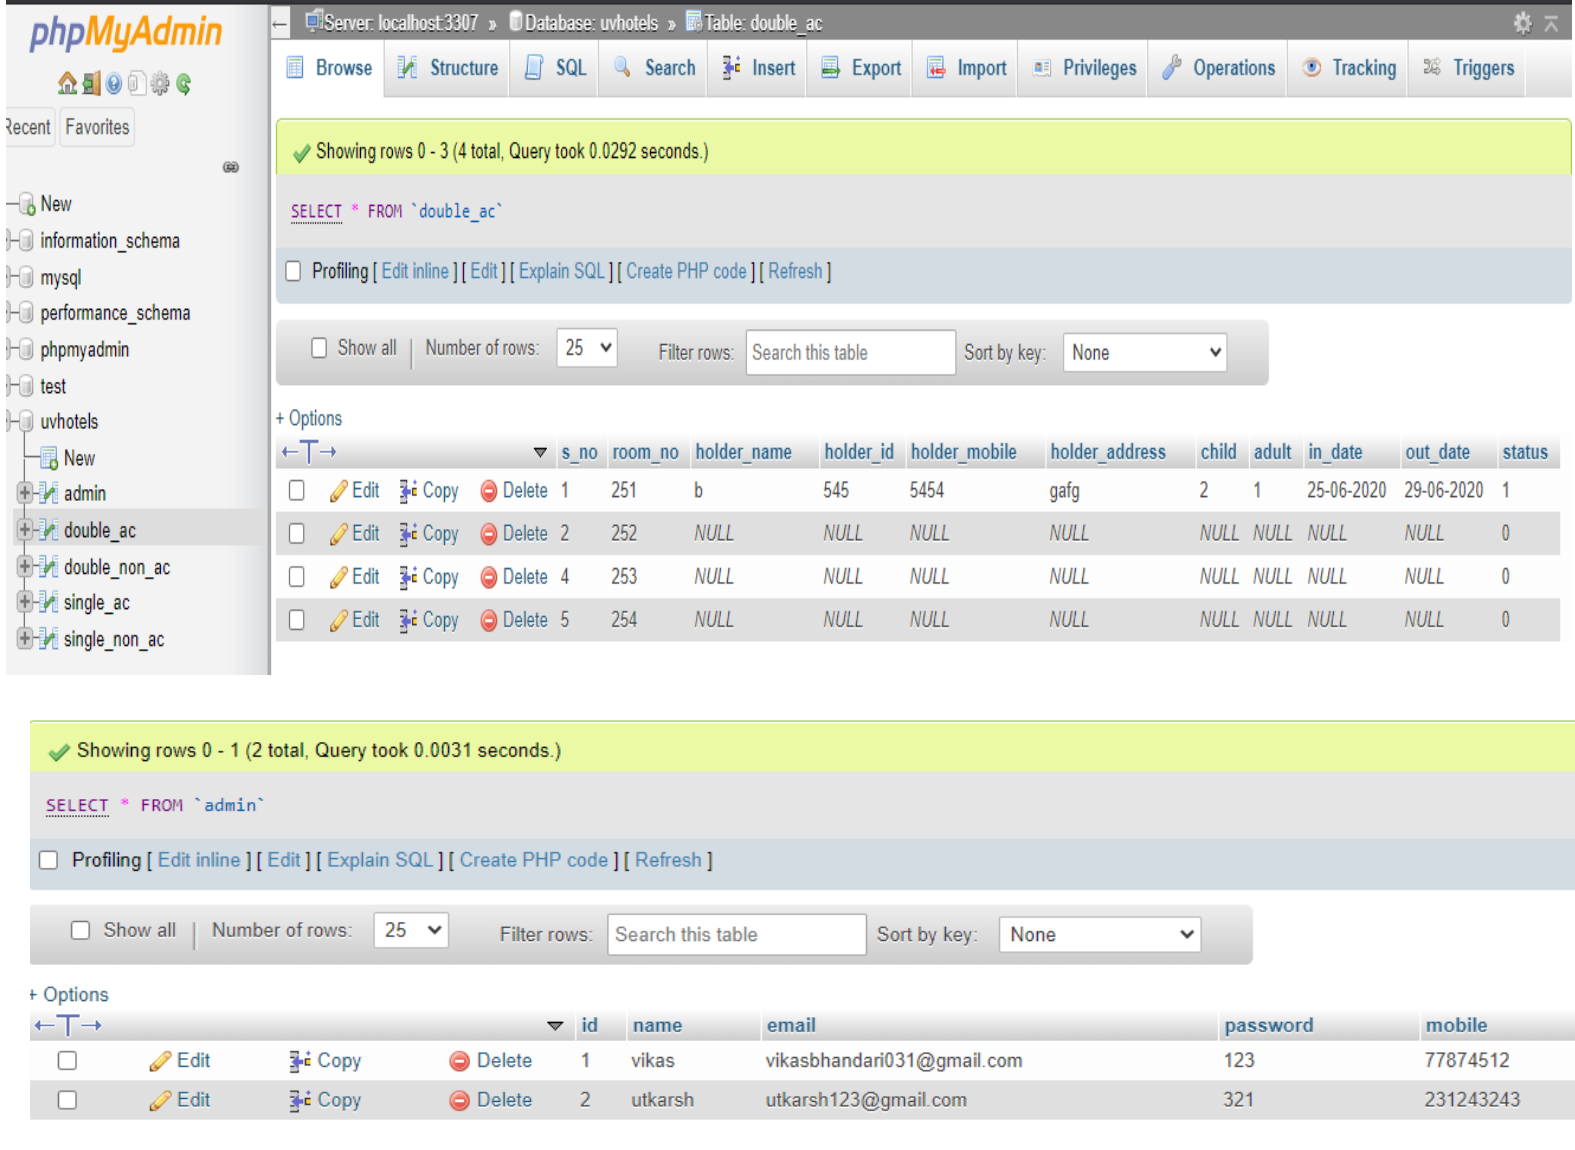 phpMyAdmin
Recent Favorites
New
information_schema
mysql
performance_schema
phpmyadmin
test
uvhotels
New
admin
double_ac
double_non_ac
single_ac
single_non_ac
← Server: localhost:3307 » Database: uvhotels » Table: double_ac
Browse Structure SQL Search Insert Export Import Privileges Operations Tracking Triggers
Showing rows 0 - 3 (4 total, Query took 0.0292 seconds.)
SELECT * FROM `double_ac`
Profiling [ Edit inline ] [ Edit ] [ Explain SQL ] [ Create PHP code ] [ Refresh ]
Show all | Number of rows: 25 Filter rows: Search this table Sort by key: None
+ Options
←T→ s_no room_no holder_name holder_id holder_mobile holder_address child adult in_date out_date status
Edit Copy Delete 1 251 b 545 5454 gafg 2 1 25-06-2020 29-06-2020 1
Edit Copy Delete 2 252 NULL NULL NULL NULL NULL NULL NULL NULL 0
Edit Copy Delete 4 253 NULL NULL NULL NULL NULL NULL NULL NULL 0
Edit Copy Delete 5 254 NULL NULL NULL NULL NULL NULL NULL NULL 0
Showing rows 0 - 1 (2 total, Query took 0.0031 seconds.)
SELECT * FROM `admin`
Profiling [ Edit inline ] [ Edit ] [ Explain SQL ] [ Create PHP code ] [ Refresh ]
Show all | Number of rows: 25 Filter rows: Search this table Sort by key: None
+ Options
←T→ id name email password mobile
Edit Copy Delete 1 vikas vikasbhandari031@gmail.com 123 77874512
Edit Copy Delete 2 utkarsh utkarsh123@gmail.com 321 231243243